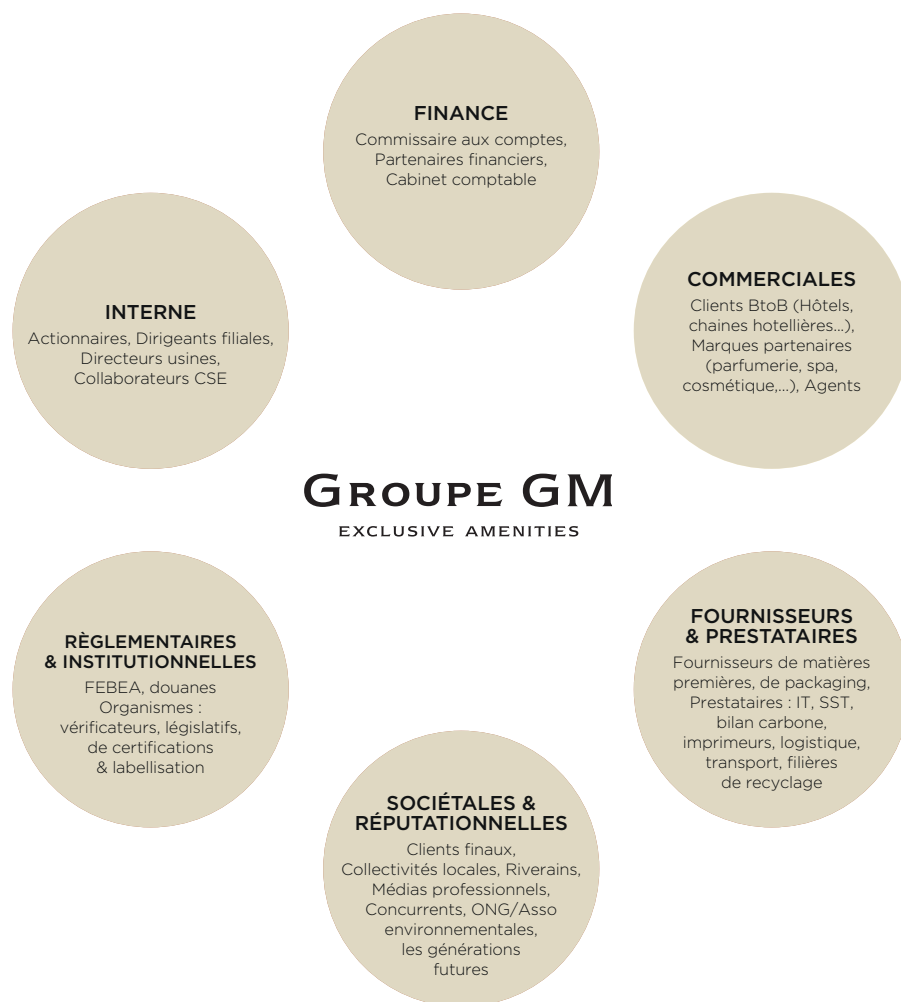 FINANCE
Commissaire aux comptes,
Partenaires financiers,
Cabinet comptable
INTERNE
Actionnaires, Dirigeants filiales,
Directeurs usines,
Collaborateurs CSE
COMMERCIALES
Clients BtoB (Hôtels,
chaines hotellières...),
Marques partenaires
(parfumerie, spa,
cosmétique,...), Agents
GROUPE GM
EXCLUSIVE AMENITIES
RÈGLEMENTAIRES
& INSTITUTIONNELLES
FEBEA, douanes
Organismes :
vérificateurs, législatifs,
de certifications
& labellisation
FOURNISSEURS
& PRESTATAIRES
Fournisseurs de matières
premières, de packaging,
Prestataires : IT, SST,
bilan carbone,
imprimeurs, logistique,
transport, filières
de recyclage
SOCIÉTALES &
RÉPUTATIONNELLES
Clients finaux,
Collectivités locales, Riverains,
Médias professionnels,
Concurrents, ONG/Asso
environnementales,
les générations
futures